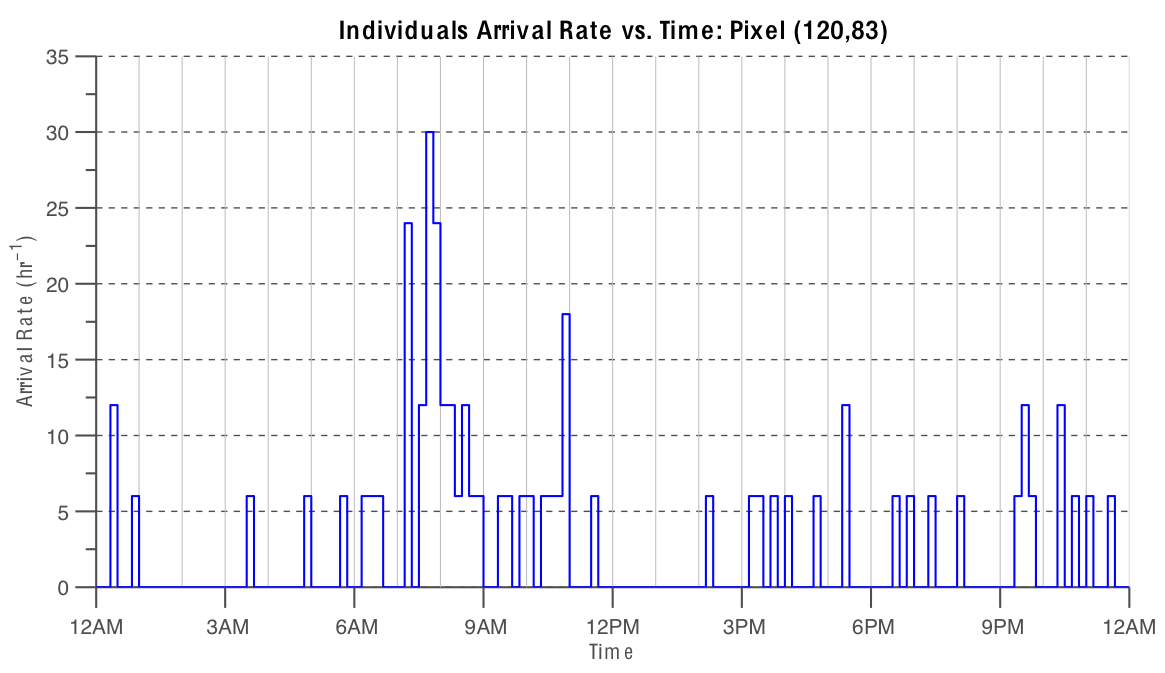 Individuals Arrival Rate vs. Time: Pixel (120,83)
35
30
25
20
15
10
5
0
Arrival Rate (hr⁻¹)
12AM 3AM 6AM 9AM 12PM 3PM 6PM 9PM 12AM
Time